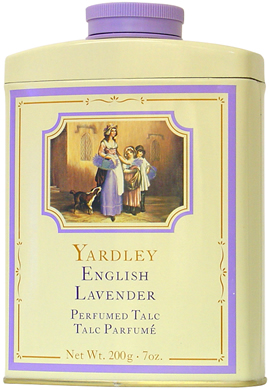 YARDLEY
ENGLISH
LAVENDER
PERFUMED TALC
TALC PARFUMÉ
Net Wt. 200g · 7oz.